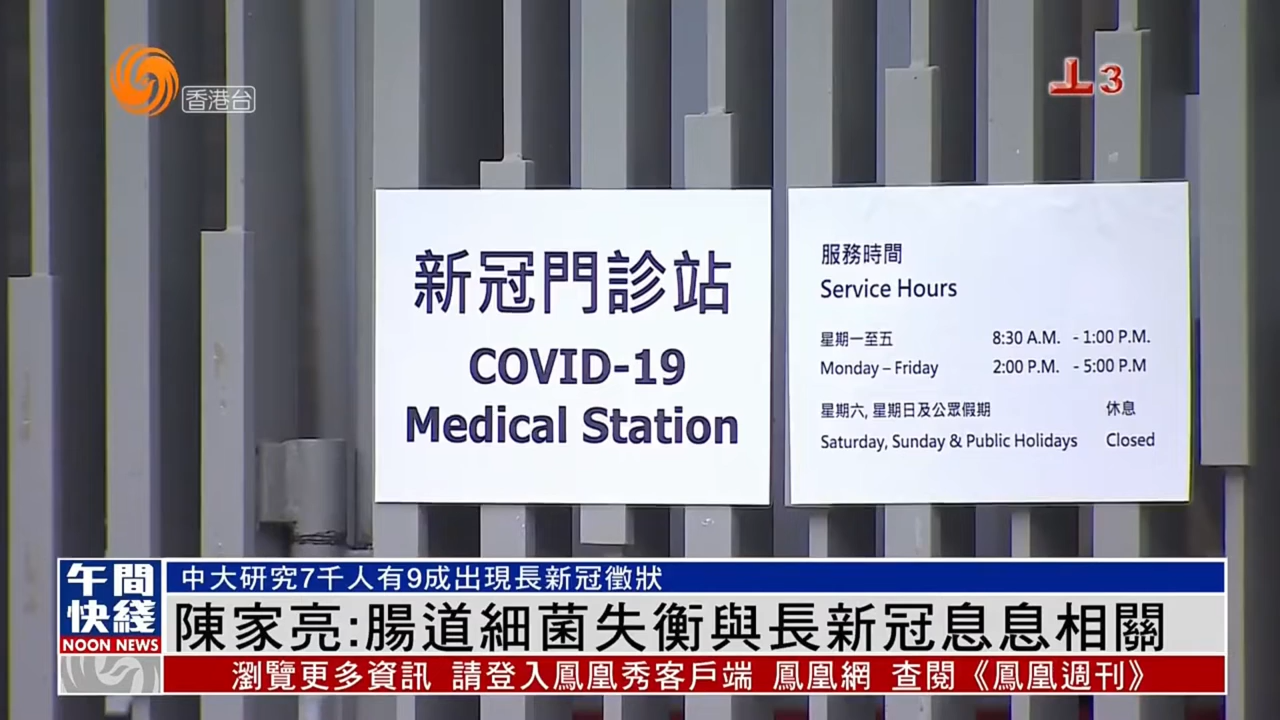 香港台
3
新冠門診站
COVID-19
Medical Station
服務時間
Service Hours
星期一至五 8:30 A.M. - 1:00 P.M.
Monday – Friday 2:00 P.M. - 5:00 P.M
星期六, 星期日及公眾假期 休息
Saturday, Sunday & Public Holidays Closed
午間快綫
NOON NEWS
中大研究7千人有9成出現長新冠徵狀
陳家亮:腸道細菌失衡與長新冠息息相關
瀏覽更多資訊 請登入鳳凰秀客戶端 鳳凰網 查閱《鳳凰週刊》